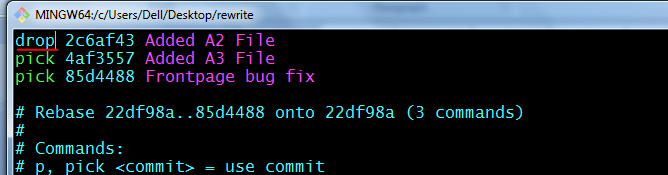 MINGW64:/c/Users/Dell/Desktop/rewrite
drop 2c6af43 Added A2 File
pick 4af3557 Added A3 File
pick 85d4488 Frontpage bug fix
# Rebase 22df98a..85d4488 onto 22df98a (3 commands)
#
# Commands:
# p, pick <commit> = use commit